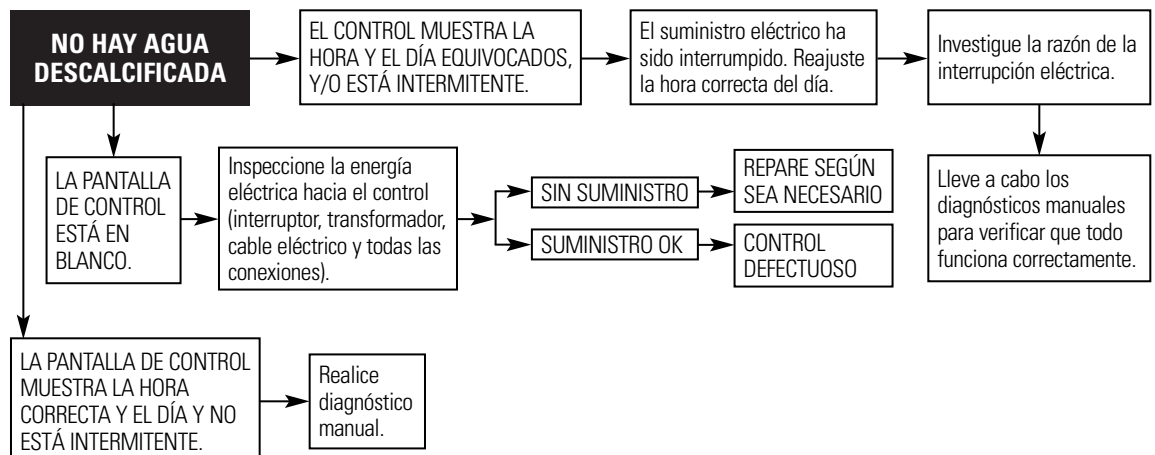 NO HAY AGUA
DESCALCIFICADA
EL CONTROL MUESTRA LA
HORA Y EL DÍA EQUIVOCADOS,
Y/O ESTÁ INTERMITENTE.
El suministro eléctrico ha
sido interrumpido. Reajuste
la hora correcta del día.
Investigue la razón de la
interrupción eléctrica.
Lleve a cabo los
diagnósticos manuales
para verificar que todo
funciona correctamente.
LA PANTALLA
DE CONTROL
ESTÁ EN
BLANCO.
Inspeccione la energía
eléctrica hacia el control
(interruptor, transformador,
cable eléctrico y todas las
conexiones).
SIN SUMINISTRO
REPARE SEGÚN
SEA NECESARIO
SUMINISTRO OK
CONTROL
DEFECTUOSO
LA PANTALLA DE CONTROL
MUESTRA LA HORA
CORRECTA Y EL DÍA Y NO
ESTÁ INTERMITENTE.
Realice
diagnóstico
manual.